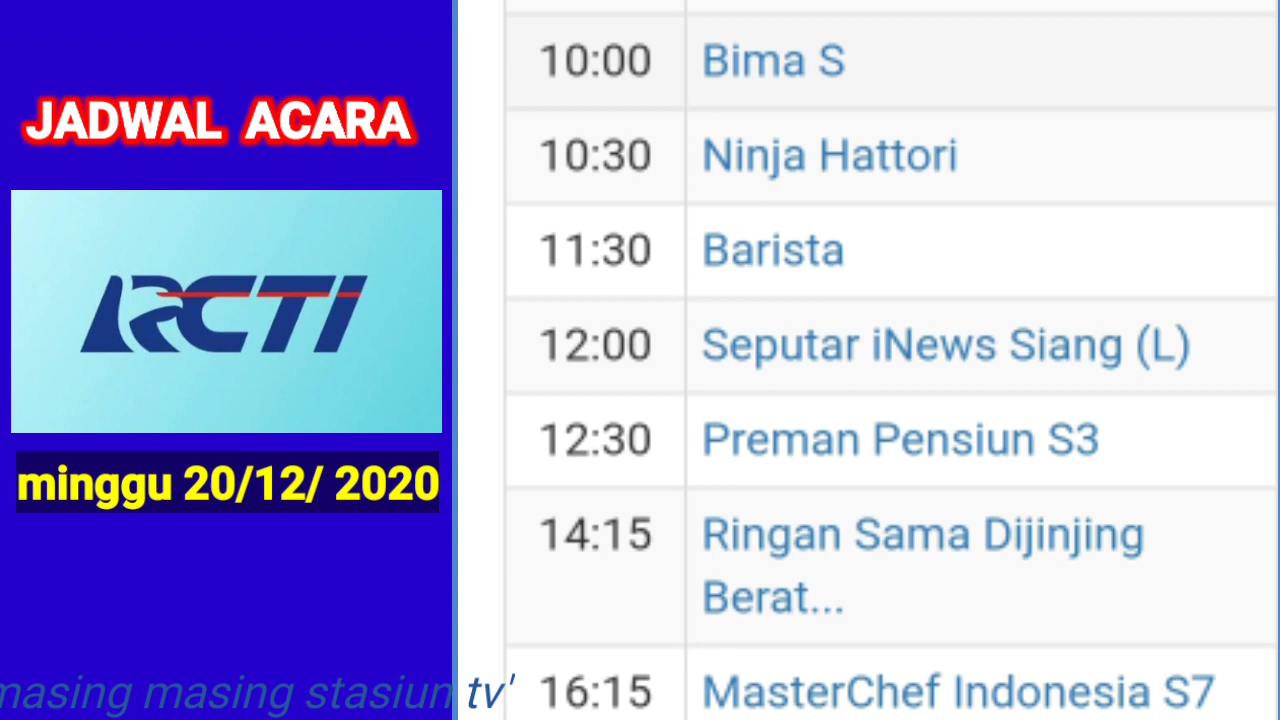 JADWAL ACARA
RCTI
minggu 20/12/ 2020
masing masing stasiun tv'
10:00 Bima S
10:30 Ninja Hattori
11:30 Barista
12:00 Seputar iNews Siang (L)
12:30 Preman Pensiun S3
14:15 Ringan Sama Dijinjing
Berat...
16:15 MasterChef Indonesia S7